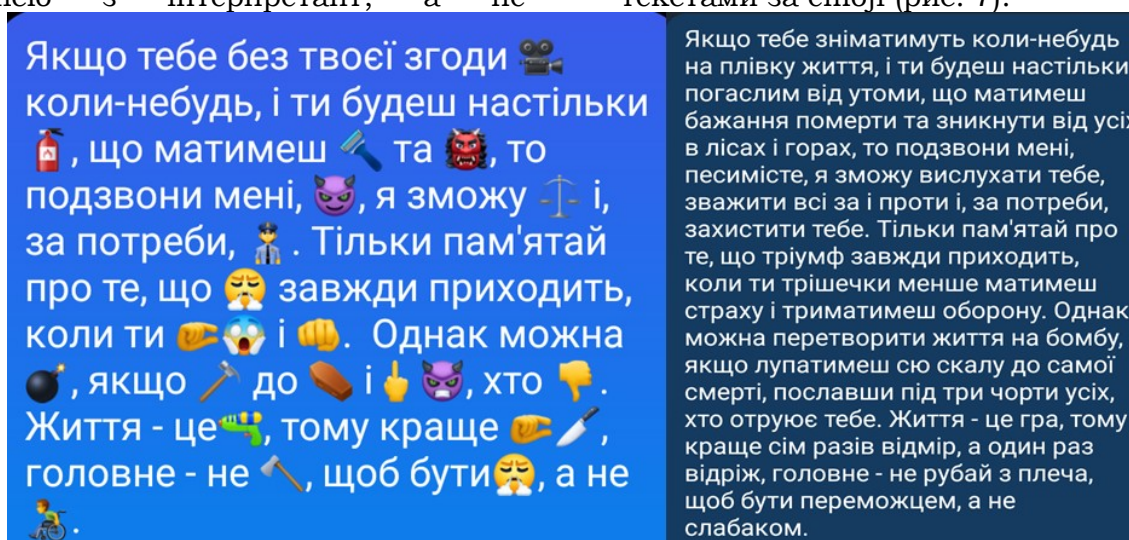 з інтерпретант, а не текстами за емоji (рис. 7).
Якщо тебе без твоєї згоди 🎥
коли-небудь, і ти будеш настільки
🧯, що матимеш 🪒 та 👹, то
подзвони мені, 😈, я зможу ⚖️ і,
за потреби, 👮‍♂️. Тільки пам'ятай
про те, що 😤 завжди приходить,
коли ти 🤏😱 і 👊. Однак можна
💣, якщо ⛏️ до ⚰️ і🖕👿, хто 👎.
Життя - це🔫, тому краще 🤏🔪,
головне - не 🪓, щоб бути😤, а не
👨‍🦽.
Якщо тебе зніматимуть коли-небудь
на плівку життя, і ти будеш настільки
погаслим від утоми, що матимеш
бажання померти та зникнути від усіх
в лісах і горах, то подзвони мені,
песимісте, я зможу вислухати тебе,
зважити всі за і проти і, за потреби,
захистити тебе. Тільки пам'ятай про
те, що тріумф завжди приходить,
коли ти трішечки менше матимеш
страху і триматимеш оборону. Однак
можна перетворити життя на бомбу,
якщо лупатимеш сю скалу до самої
смерті, пославши під три чорти усіх,
хто отруює тебе. Життя - це гра, тому
краще сім разів відмір, а один раз
відріж, головне - не рубай з плеча,
щоб бути переможцем, а не
слабаком.